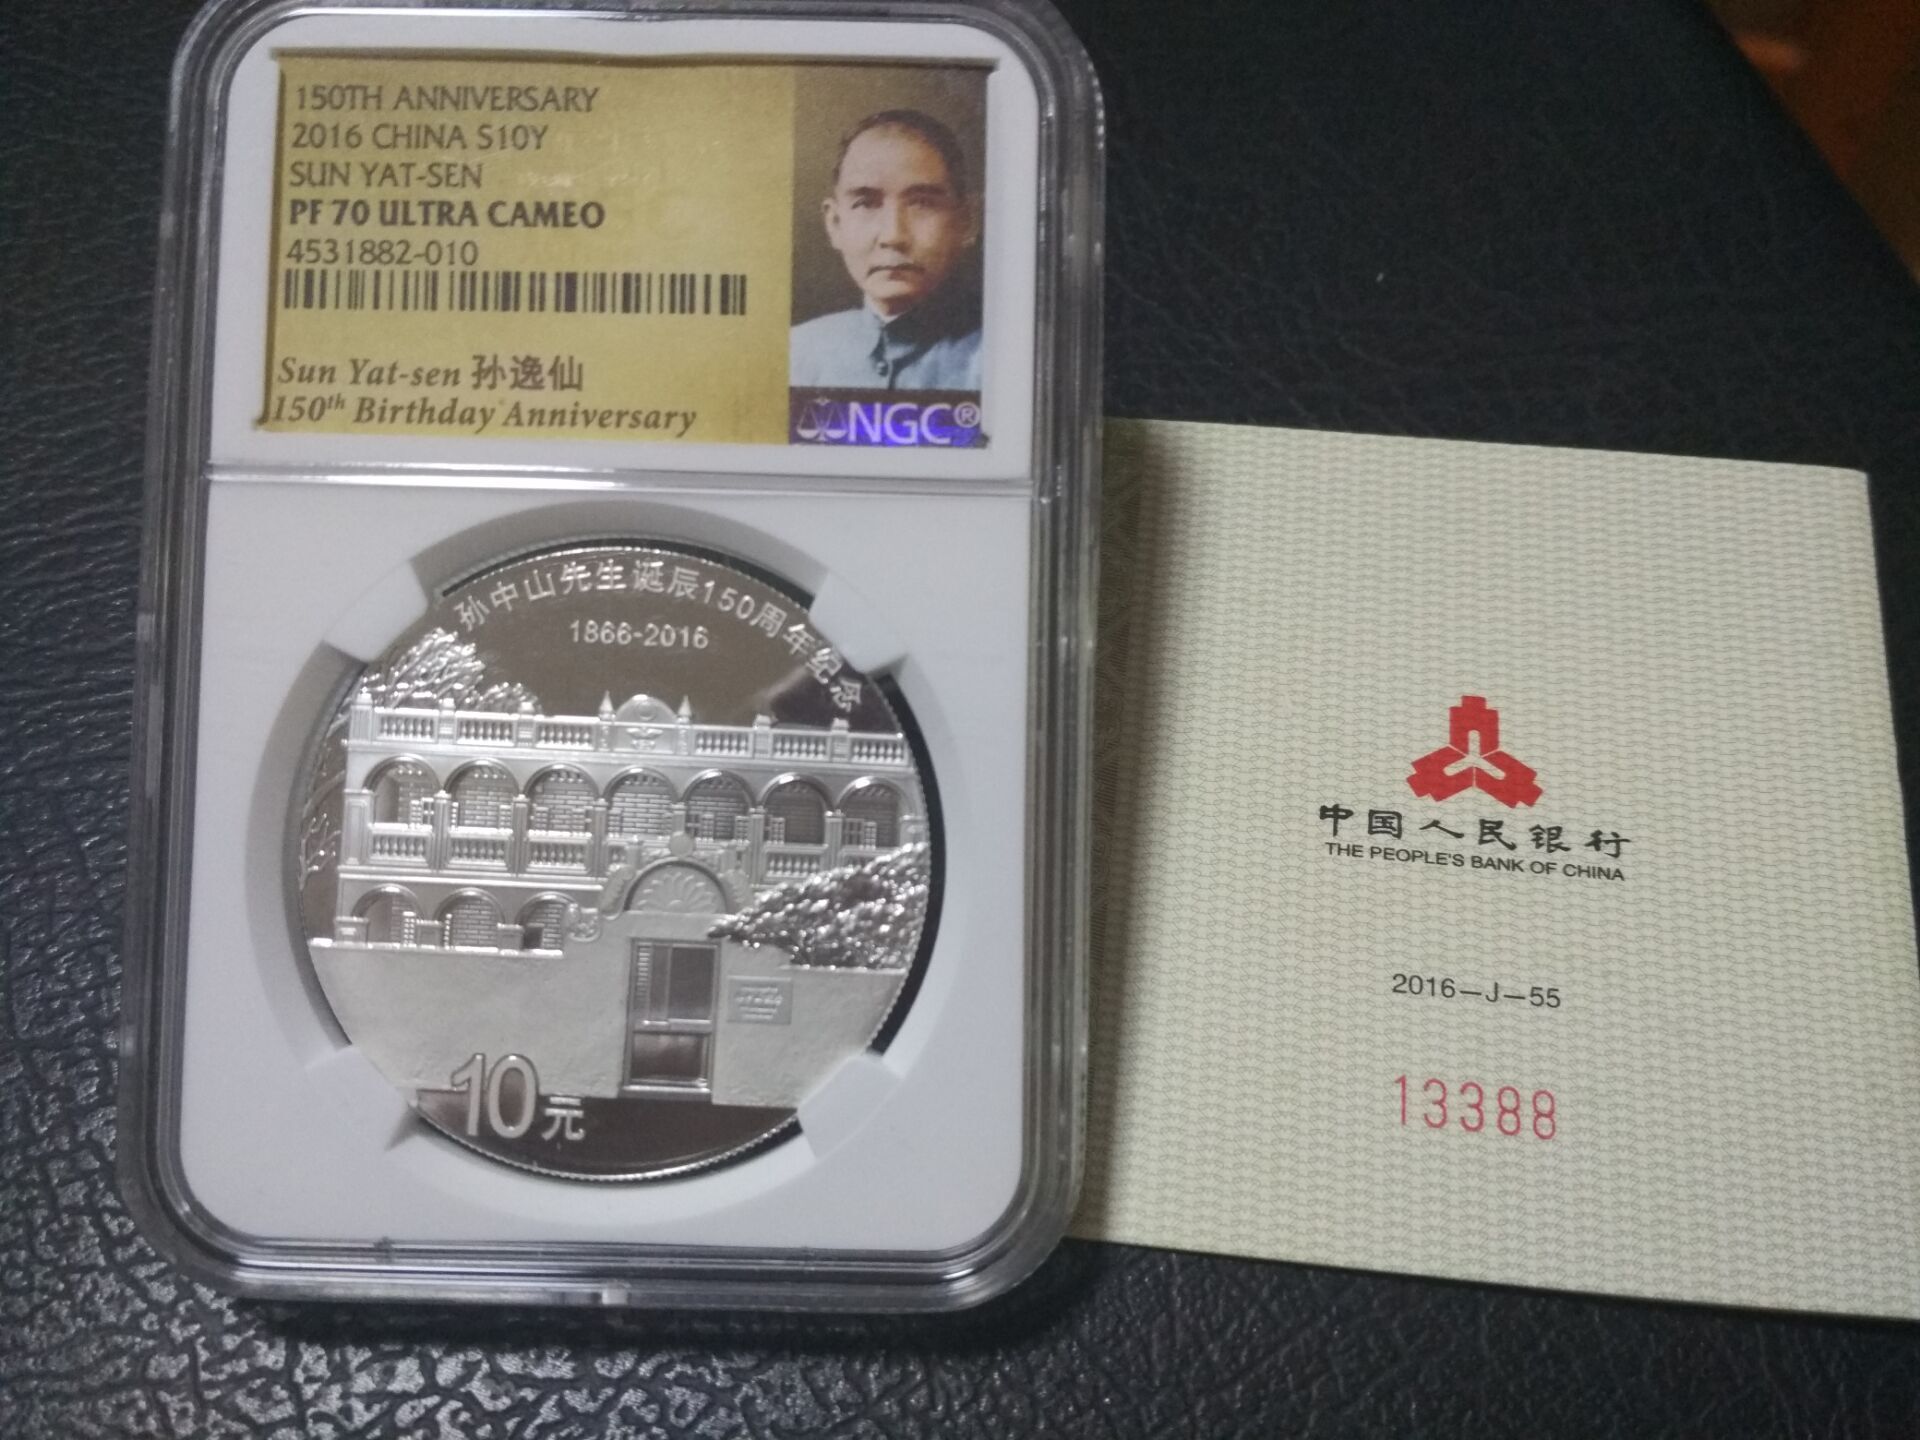 150TH ANNIVERSARY
2016 CHINA S10Y
SUN YAT-SEN
PF 70 ULTRA CAMEO
4531882-010
Sun Yat-sen 孙逸仙
150th Birthday Anniversary
NGC®
孙中山先生诞辰150周年纪念
1866-2016
10元
中国人民银行
THE PEOPLE'S BANK OF CHINA
2016—J—55
13388